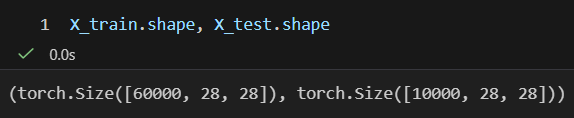 1 X_train.shape, X_test.shape
0.0s
(torch.Size([60000, 28, 28]), torch.Size([10000, 28, 28]))